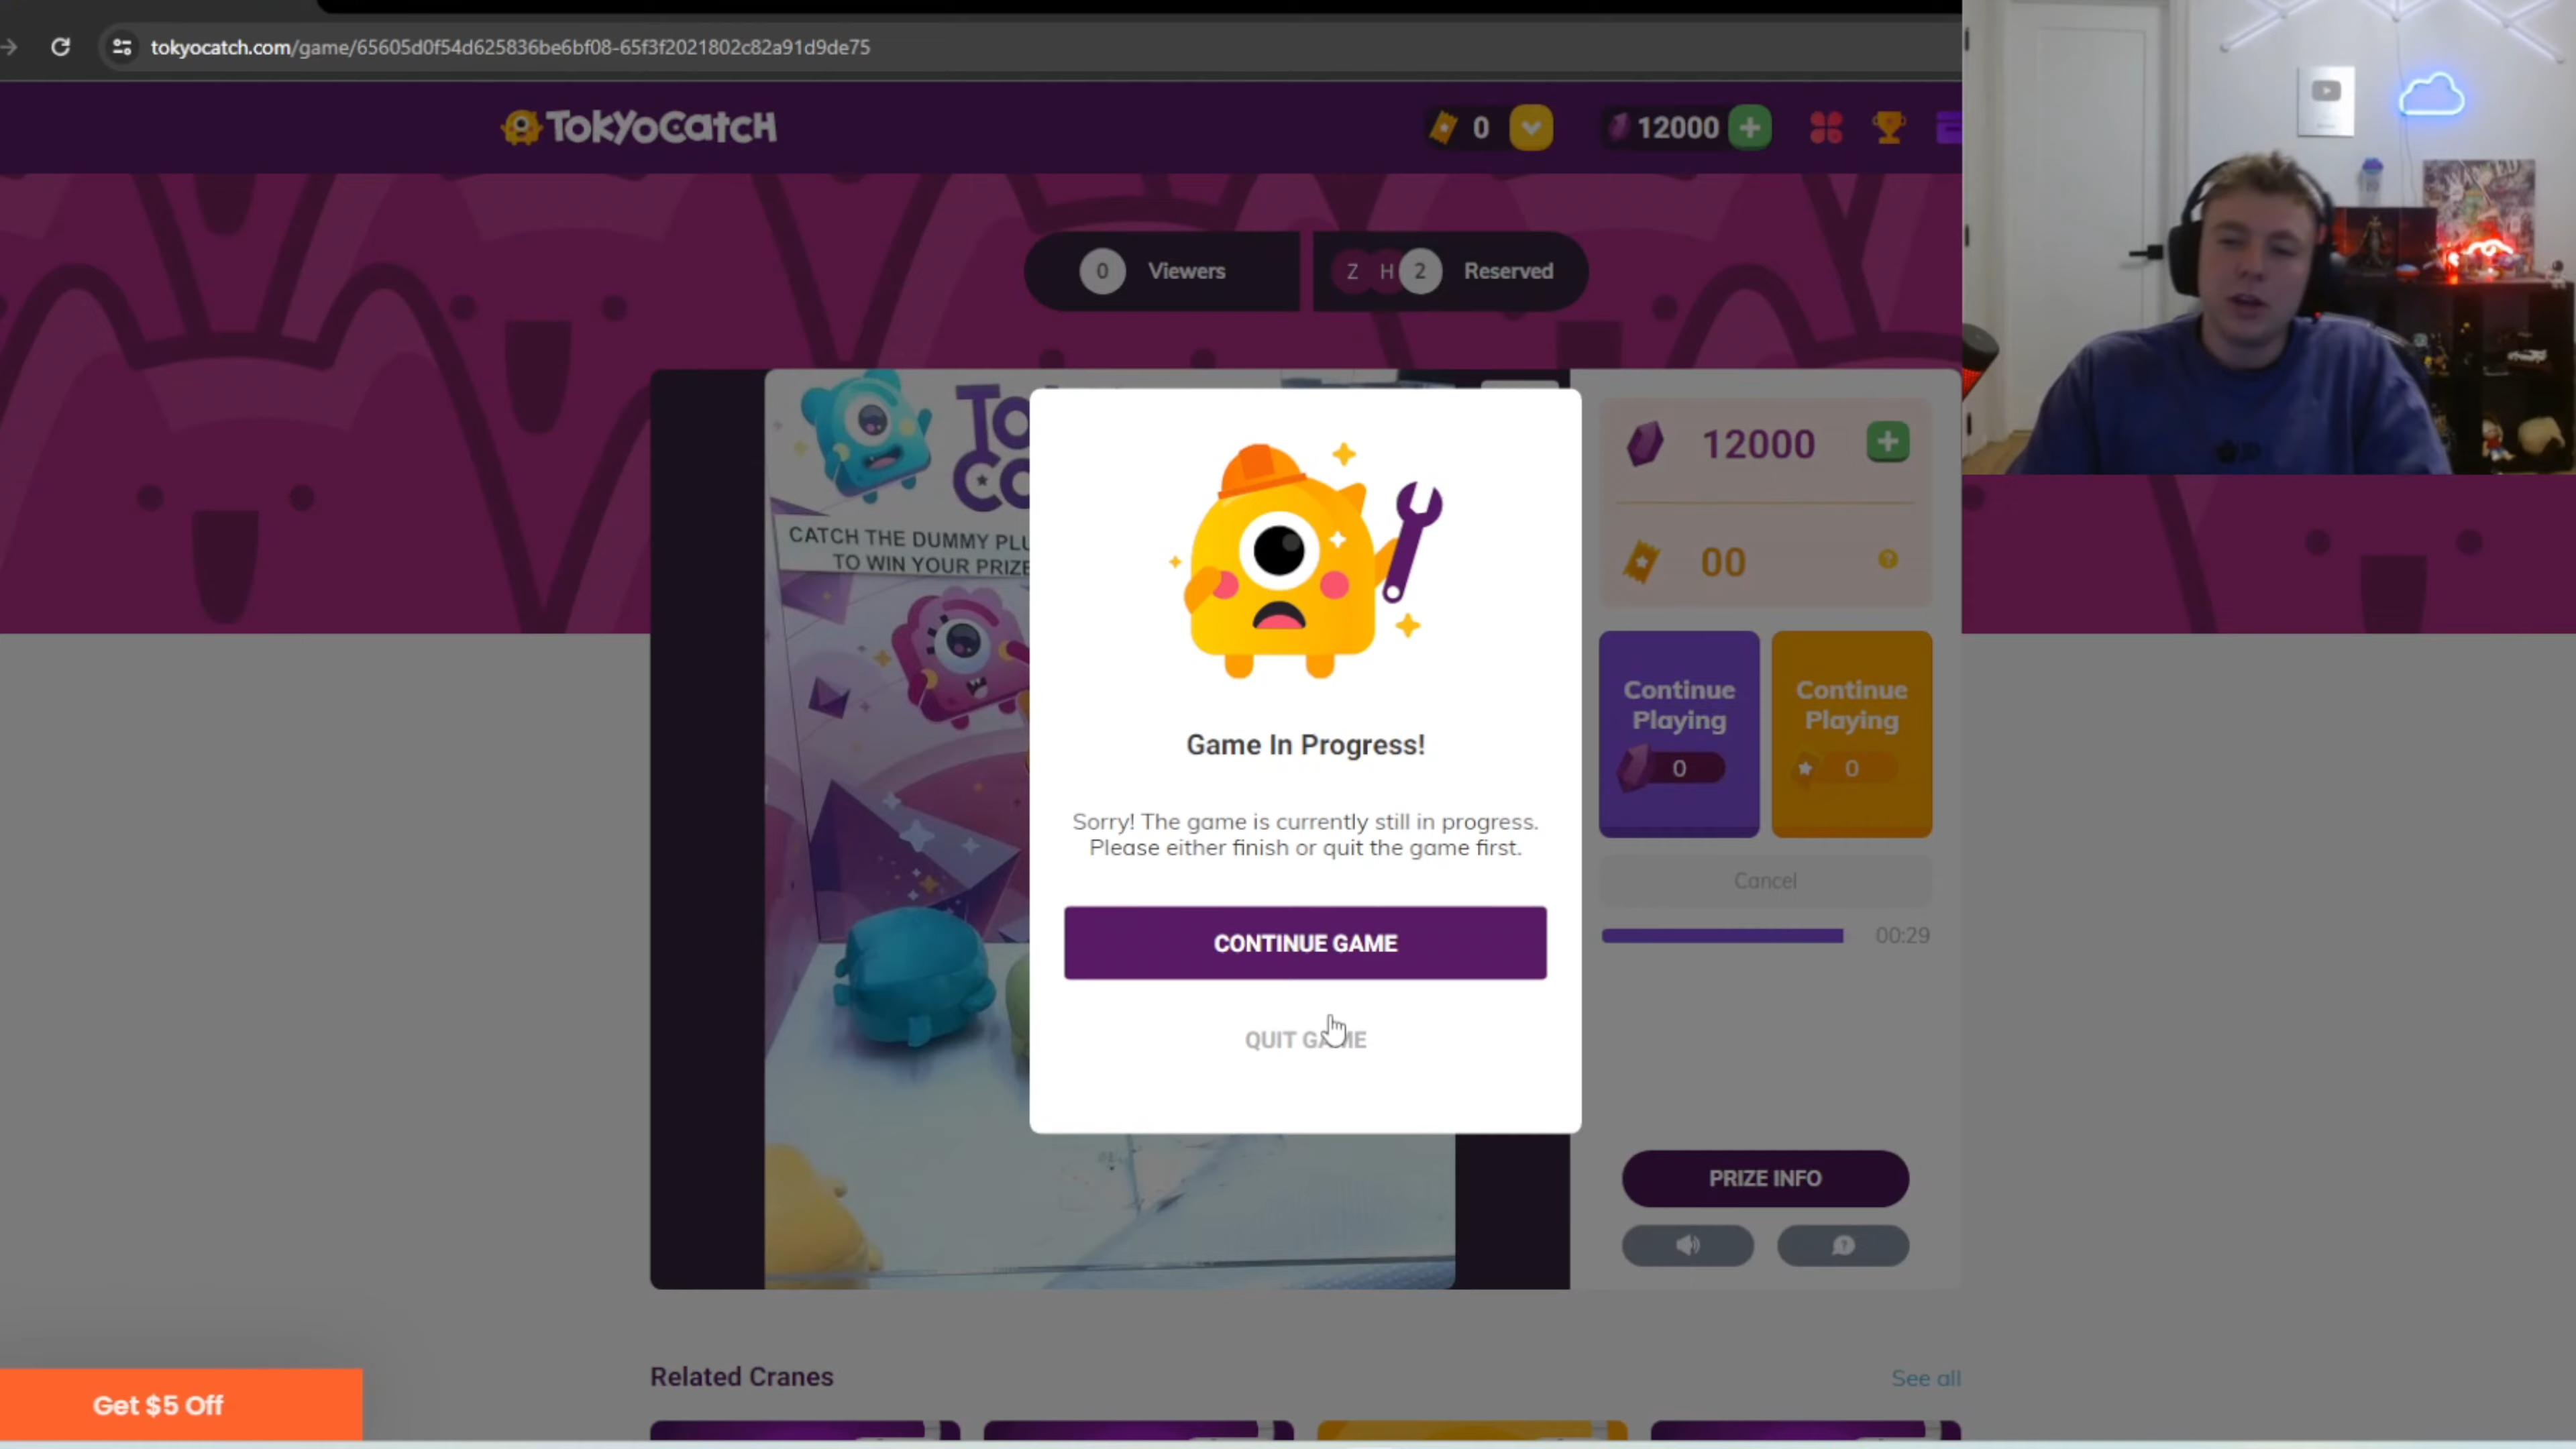 tokyocatch.com/game/65605d0f54d625836be6bf08-65f3f2021802c82a91d9de75
TOKYOCATCH
0
12000
0 Viewers
Z H 2 Reserved
CATCH THE DUMMY
TO WIN YOUR PRIZE
12000
00
Game In Progress!
Sorry! The game is currently still in progress.
Please either finish or quit the game first.
CONTINUE GAME
QUIT GAME
Continue
Playing
0
Continue
Playing
0
Cancel
00:29
PRIZE INFO
Related Cranes
See all
Get $5 Off